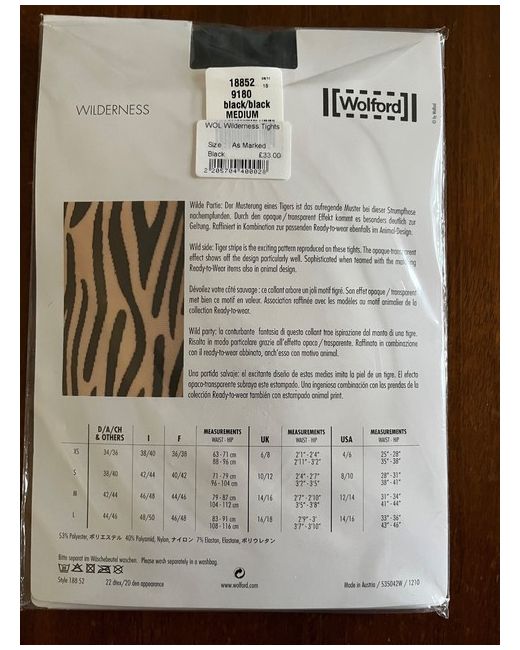 WILDERNESS
18852
9180
black/black
MEDIUM
WOL Wilderness Tights
Size : As Marked
Black £33.00
2205704400028
Wolford
Wilde Partie: Der Musterung eines Tigers ist das aufregende Muster bei dieser Strumpfhose
nachempfunden. Durch den opaque / transparent Effekt kommt es besonders deutlich zur
Geltung. Raffiniert in Kombination zur passenden Ready-to-wear ebenfalls im Animal-Design.
Wild side: Tiger stripe is the exciting pattern reproduced on these tights. The opaque-transparent
effect shows off the design particularly well. Sophisticated when teamed with the matching
Ready-to-Wear items also in animal design.
Dévoilez votre côté sauvage : ce collant arbore un joli motif tigré. Son effet opaque / transparent
met bien ce motif en valeur. Association raffinée avec les modèles au motif animalier de la
collection Ready-to-wear.
Wild party: la conturbante fantasia di questo collant trae ispirazione dal manto di una tigre.
Risalta in modo particolare grazie all'effetto opaco / trasparente. Raffinato in combinazione
con il ready-to-wear abbinato, anch'esso con motivo animal.
Una partida salvaje: el excitante diseño de estas medias imita la piel de un tigre. El efecto
opaco-transparente subraya este estampado. Una ingeniosa combinación con las prendas de la
colección Ready-to-wear también con estampado animal print.
D/A/CH & OTHERS I F MEASUREMENTS WAIST - HIP UK MEASUREMENTS WAIST - HIP USA MEASUREMENTS WAIST - HIP
XS 34/36 38/40 36/38 63 - 71 cm 6/8 2'1" - 2'4" 4/6 25" - 28"
88 - 96 cm 2'11" - 3'2" 35" - 38"
S 38/40 42/44 40/42 71 - 79 cm 10/12 2'4" - 2'7" 8/10 28" - 31"
96 - 104 cm 3'2" - 3'5" 38" - 41"
M 42/44 46/48 44/46 79 - 87 cm 14/16 2'7" - 2'10" 12/14 31" - 34"
104 - 112 cm 3'5" - 3'8" 41" - 44"
L 44/46 48/50 46/48 83 - 91 cm 16/18 2'9" - 3' 14/16 33" - 36"
108 - 116 cm 3'7" - 3'10" 43" - 46"
53% Polyester, ポリエステル 40% Polyamid, Nylon, ナイロン 7% Elastan, Elastane, ポリウレタン
Bitte separat im Wäschebeutel waschen. Please wash separately in a washbag.
Style 188 52 22 dtex/20 den appearance www.wolford.com Made in Austria / 535042W / 1210